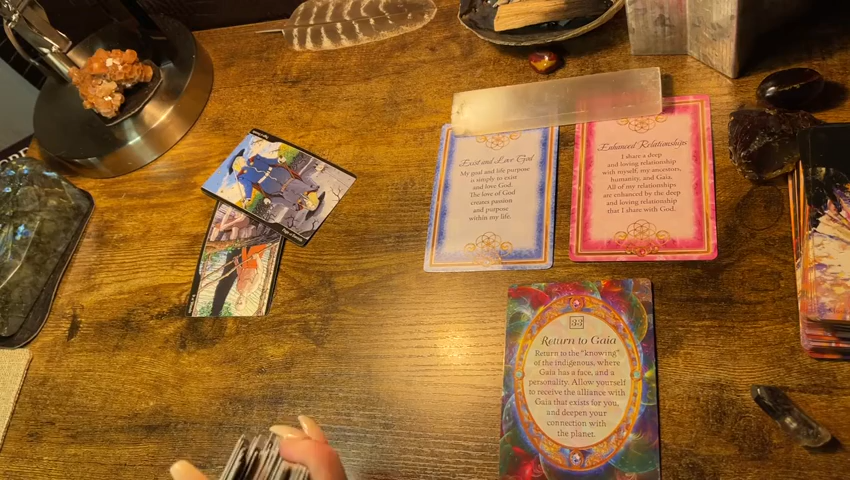 Exist and Love God
My goal and life purpose
is simply to exist
and love God.
The love of God
creates passion
and purpose
within my life.
Enhanced Relationships
I share a deep
and loving relationship
with myself, my ancestors,
humanity, and Gaia.
All of my relationships
are enhanced by the deep
and loving relationship
that I share with God.
33
Return to Gaia
Return to the "knowing"
of the indigenous, where
Gaia has a face, and a
personality. Allow yourself
to receive the alliance with
Gaia that exists for you,
and deepen your
connection with
the planet.